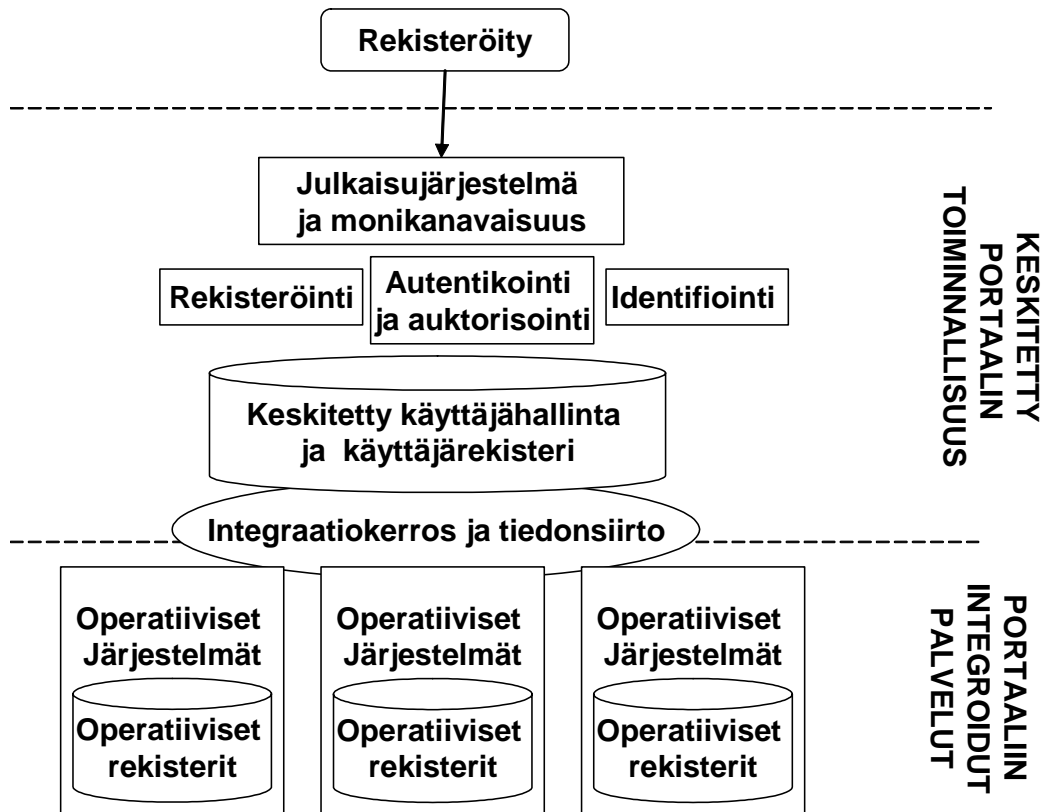 Rekisteröity
Julkaisujärjestelmä
ja monikanavaisuus
Rekisteröinti
Autentikointi
ja auktorisointi
Identifiointi
Keskitetty käyttäjähallinta
ja käyttäjärekisteri
Integraatiokerros ja tiedonsiirto
KESKITETTY
PORTAALIN
TOIMINNALLISUUS
Operatiiviset
Järjestelmät
Operatiiviset
rekisterit
Operatiiviset
Järjestelmät
Operatiiviset
rekisterit
Operatiiviset
Järjestelmät
Operatiiviset
rekisterit
PORTAALIIN
INTEGROIDUT
PALVELUT